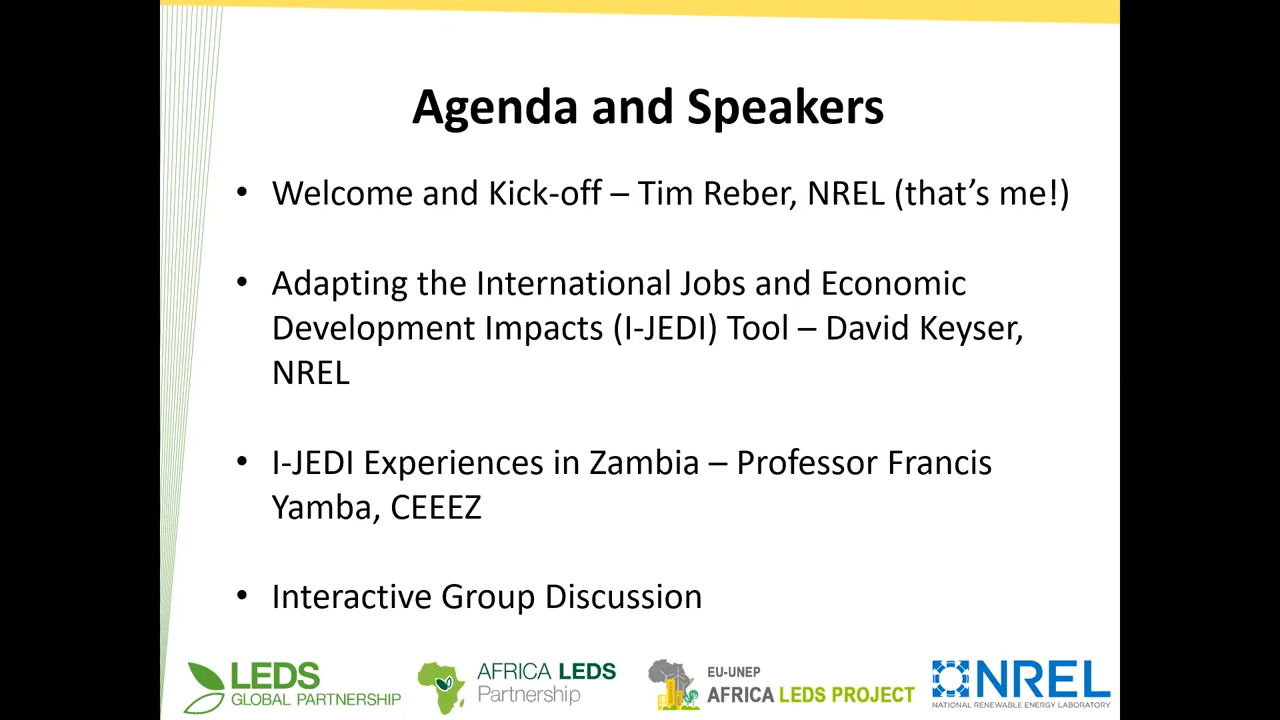 Agenda and Speakers
• Welcome and Kick-off – Tim Reber, NREL (that’s me!)
• Adapting the International Jobs and Economic
Development Impacts (I-JEDI) Tool – David Keyser,
NREL
• I-JEDI Experiences in Zambia – Professor Francis
Yamba, CEEEZ
• Interactive Group Discussion
LEDS
GLOBAL PARTNERSHIP
AFRICA LEDS
Partnership
EU-UNEP
AFRICA LEDS PROJECT
NREL
NATIONAL RENEWABLE ENERGY LABORATORY